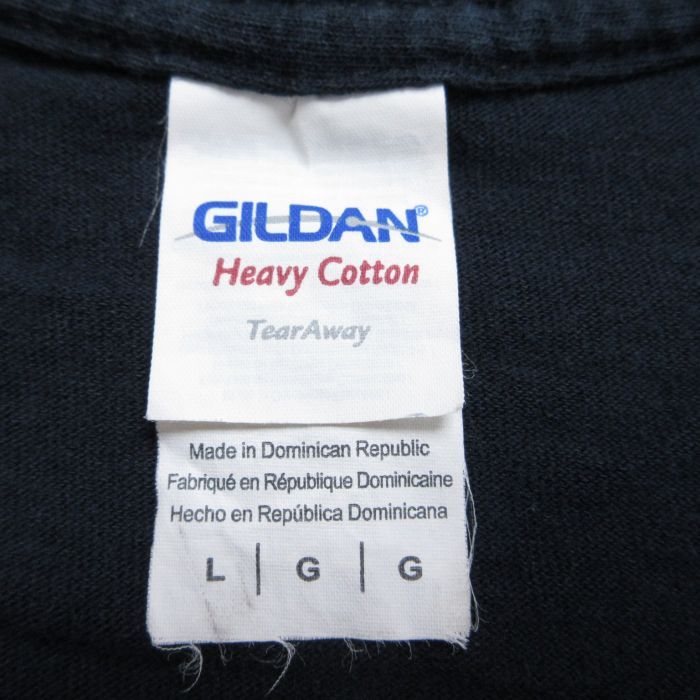 GILDAN®
Heavy Cotton
TearAway
Made in Dominican Republic
Fabriqué en République Dominicaine
Hecho en República Dominicana
L | G | G